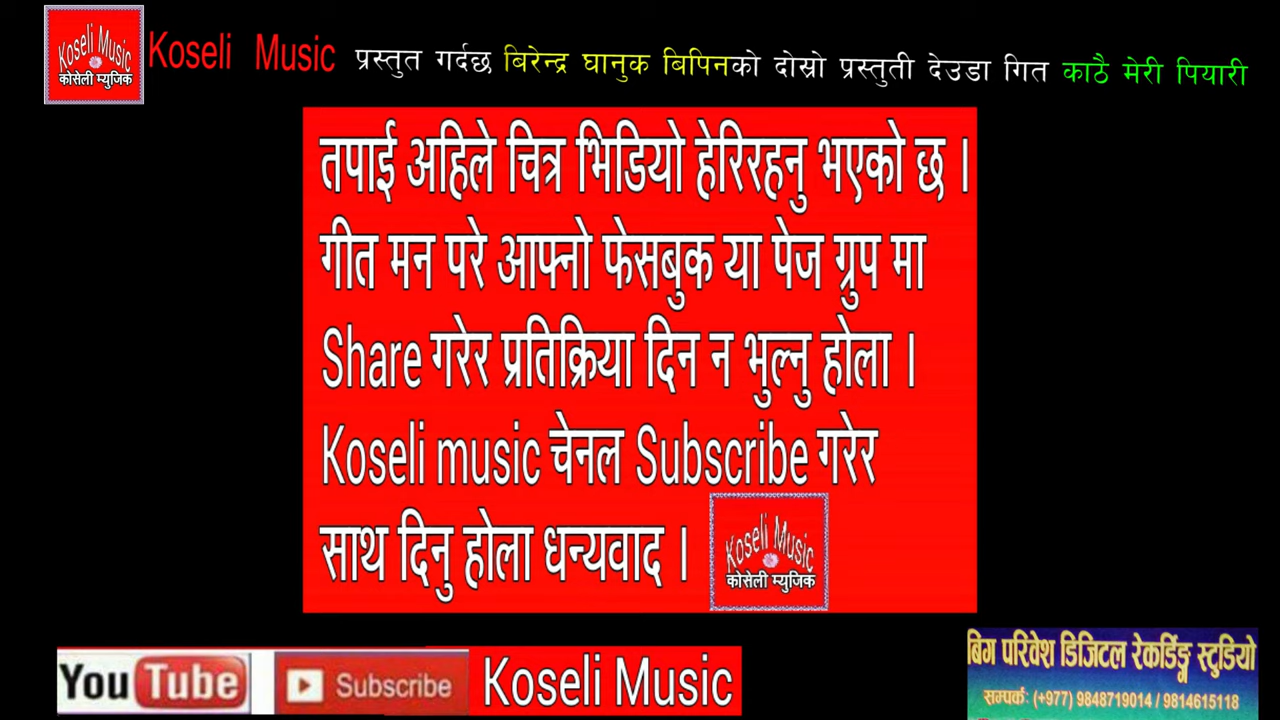 Koseli Music
कोसेली म्युजिक
Koseli Music प्रस्तुत गर्दछ बिरेन्द्र घानुक बिपिनको दोस्रो प्रस्तुती देउडा गित काठै मेरी पियारी
तपाई अहिले चित्र भिडियो हेरिरहनु भएको छ ।
गीत मन परे आफ्नो फेसबुक या पेज ग्रुप मा
Share गरेर प्रतिक्रिया दिन न भुल्नु होला ।
Koseli music चेनल Subscribe गरेर
साथ दिनु होला धन्यवाद ।
Koseli Music
कोसेली म्युजिक
YouTube Subscribe Koseli Music
बिग परिवेश डिजिटल रेकर्डिङ्ग स्टुडियो
सम्पर्कः (+977) 9848719014 / 9814615118